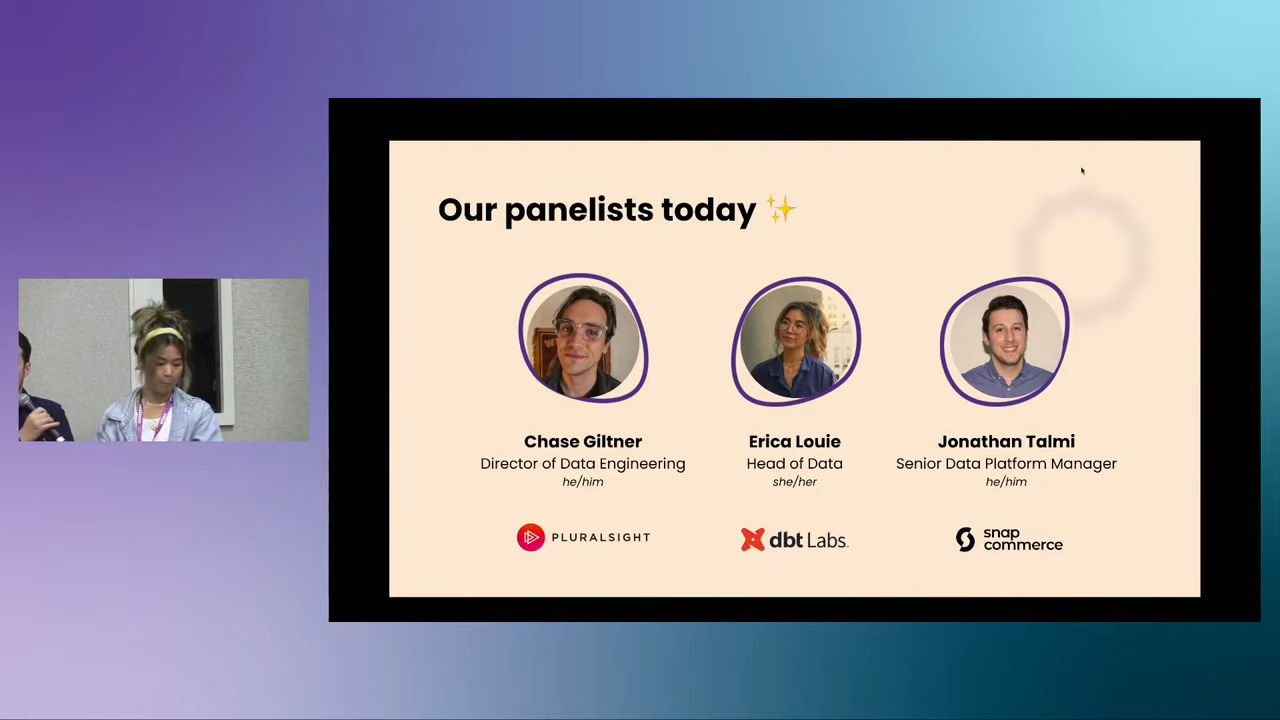 Our panelists today ✨
Chase Giltner
Director of Data Engineering
he/him
PLURALSIGHT
Erica Louie
Head of Data
she/her
dbt Labs.
Jonathan Talmi
Senior Data Platform Manager
he/him
snap
commerce